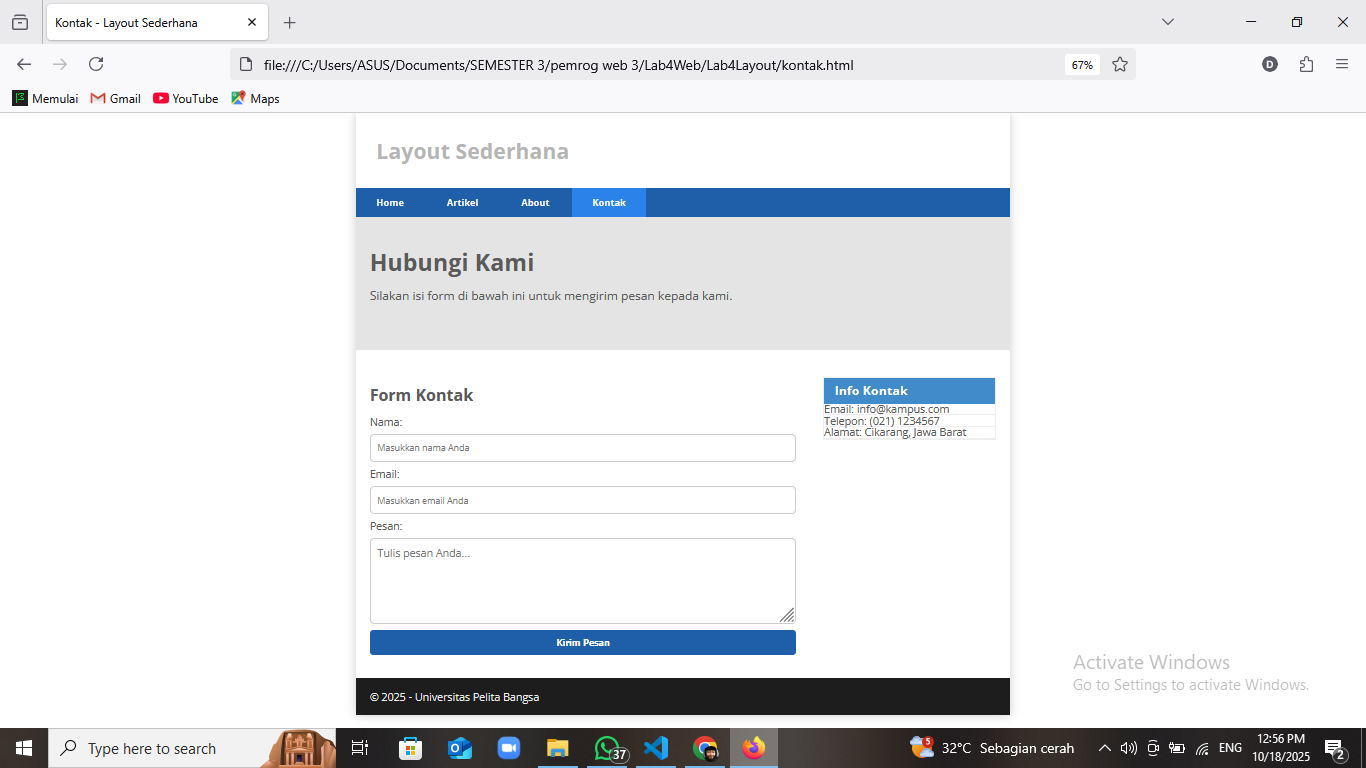 Kontak - Layout Sederhana
file:///C:/Users/ASUS/Documents/SEMESTER 3/pemrog web 3/Lab4Web/Lab4Layout/kontak.html
67%
D
Memulai Gmail YouTube Maps
Layout Sederhana
Home Artikel About Kontak
Hubungi Kami
Silakan isi form di bawah ini untuk mengirim pesan kepada kami.
Form Kontak
Nama:
Masukkan nama Anda
Email:
Masukkan email Anda
Pesan:
Tulis pesan Anda...
Kirim Pesan
Info Kontak
Email: info@kampus.com
Telepon: (021) 1234567
Alamat: Cikarang, Jawa Barat
© 2025 - Universitas Pelita Bangsa
Activate Windows
Go to Settings to activate Windows.
Type here to search
37
5
32°C Sebagian cerah
ENG
12:56 PM
10/18/2025
2